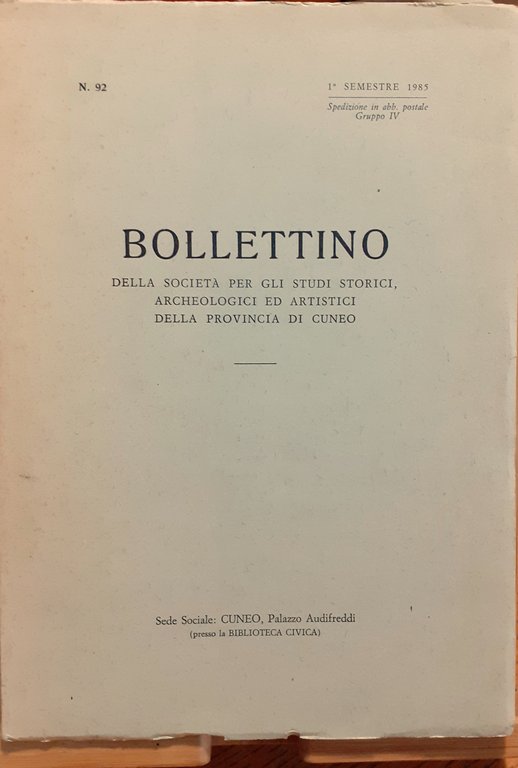 N. 92
1° SEMESTRE 1985
Spedizione in abb. postale
Gruppo IV
BOLLETTINO
DELLA SOCIETÀ PER GLI STUDI STORICI,
ARCHEOLOGICI ED ARTISTICI
DELLA PROVINCIA DI CUNEO
Sede Sociale: CUNEO, Palazzo Audifreddi
(presso la BIBLIOTECA CIVICA)